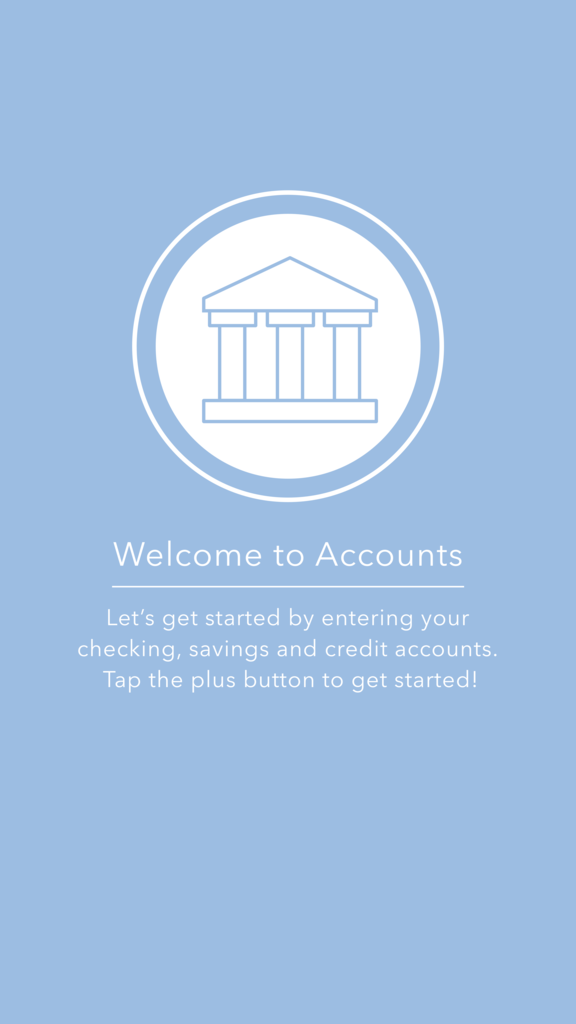 Welcome to Accounts
Let’s get started by entering your
checking, savings and credit accounts.
Tap the plus button to get started!